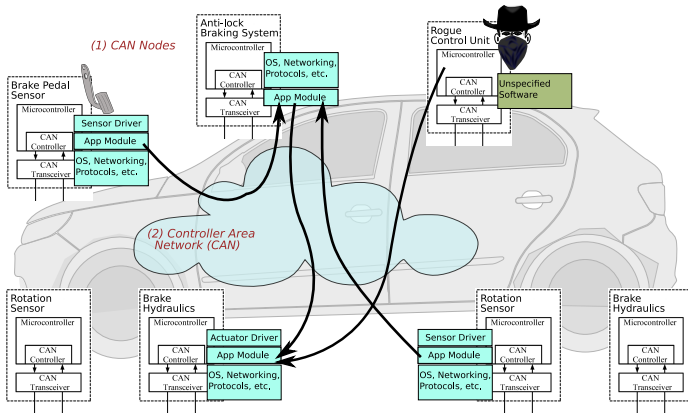 (1) CAN Nodes
Anti-lock
Braking System
Microcontroller
CAN
Controller
CAN
Transceiver
OS, Networking,
Protocols, etc.
App Module
Rogue
Control Unit
Microcontroller
CAN
Controller
CAN
Transceiver
Unspecified
Software
Brake Pedal
Sensor
Microcontroller
CAN
Controller
CAN
Transceiver
Sensor Driver
App Module
OS, Networking,
Protocols, etc.
(2) Controller Area
Network (CAN)
Rotation
Sensor
Microcontroller
CAN
Controller
CAN
Transceiver
Brake
Hydraulics
Microcontroller
CAN
Controller
CAN
Transceiver
Actuator Driver
App Module
OS, Networking,
Protocols, etc.
Sensor Driver
App Module
OS, Networking,
Protocols, etc.
Rotation
Sensor
Microcontroller
CAN
Controller
CAN
Transceiver
Brake
Hydraulics
Microcontroller
CAN
Controller
CAN
Transceiver